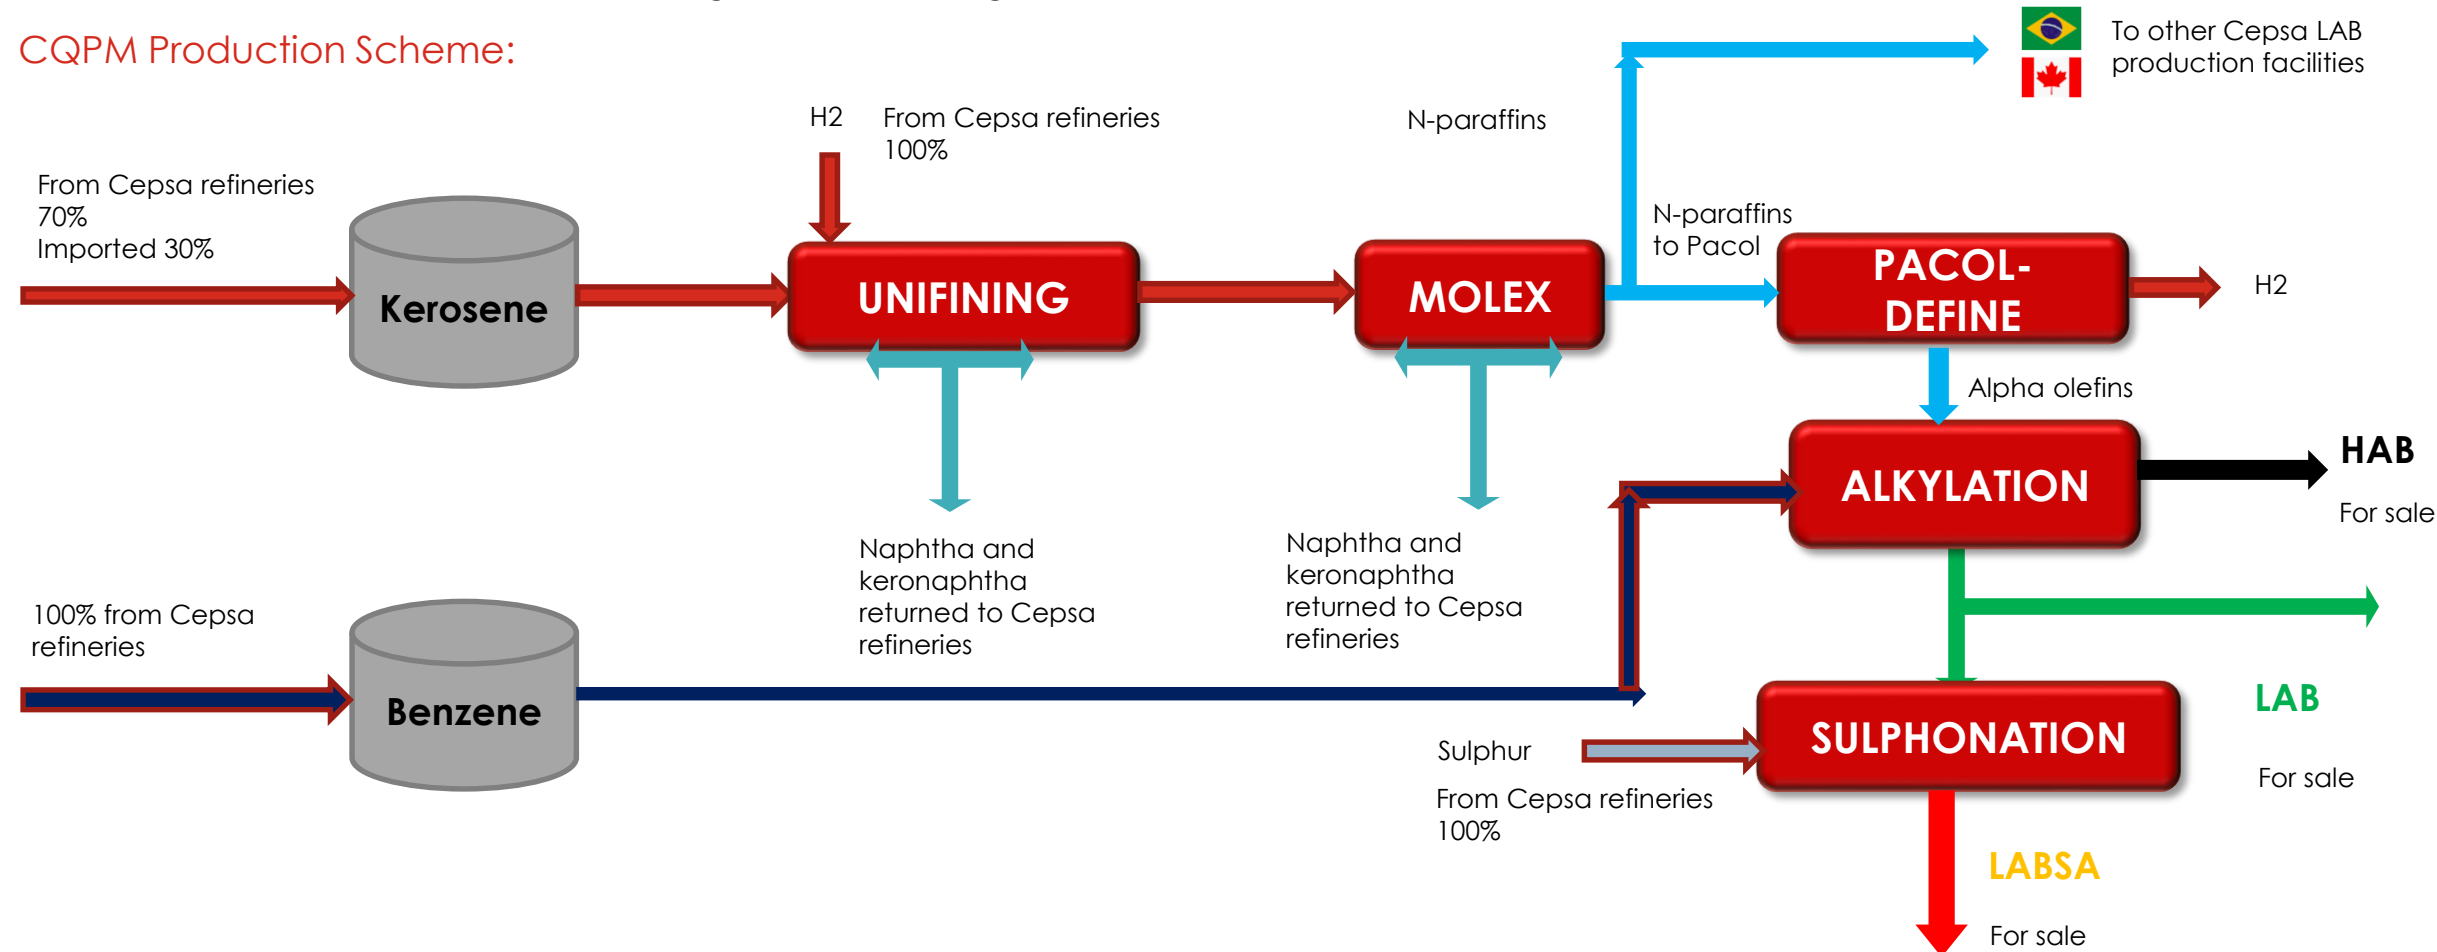 CQPM Production Scheme:
To other Cepsa LAB
production facilities
H2
From Cepsa refineries
100%
N-paraffins
From Cepsa refineries
70%
Imported 30%
N-paraffins
to Pacol
Kerosene
UNIFINING
MOLEX
PACOL-
DEFINE
H2
Alpha olefins
ALKYLATION
HAB
For sale
Naphtha and
keronaphtha
returned to Cepsa
refineries
Naphtha and
keronaphtha
returned to Cepsa
refineries
100% from Cepsa
refineries
Benzene
LAB
For sale
Sulphur
From Cepsa refineries
100%
SULPHONATION
LABSA
For sale